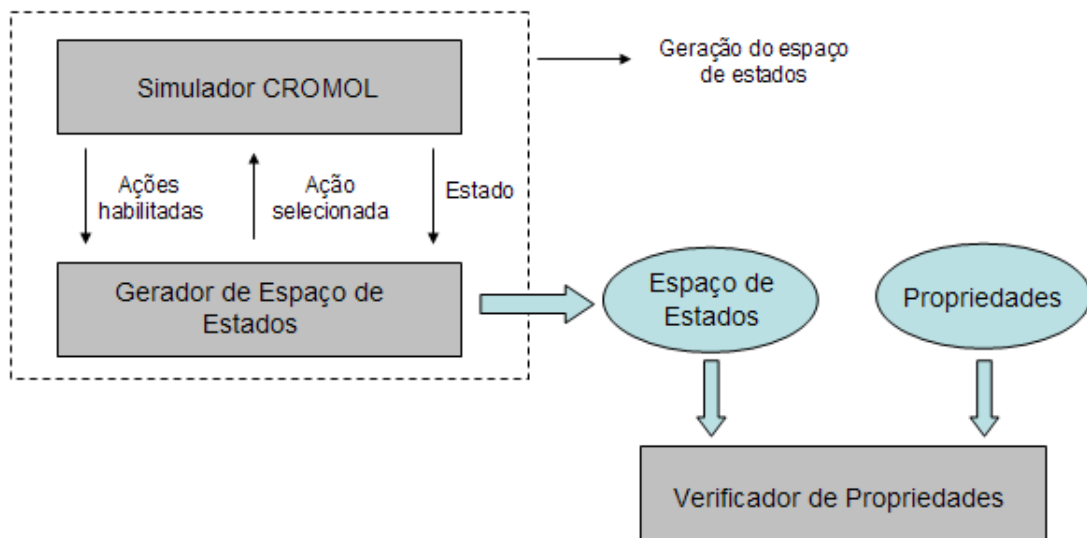 Simulador CROMOL
Geração do espaço
de estados
Ações
habilitadas
Ação
selecionada
Estado
Gerador de Espaço de
Estados
Espaço de
Estados
Propriedades
Verificador de Propriedades